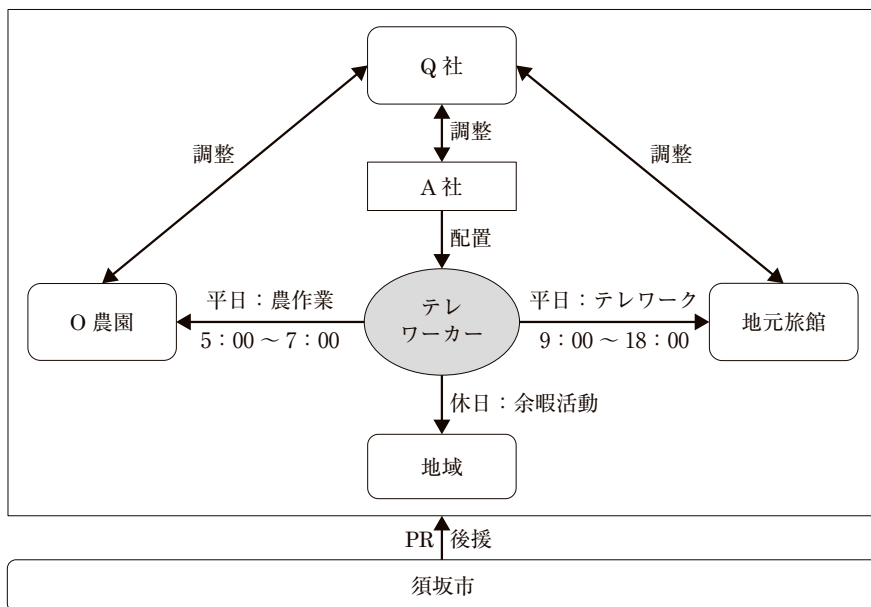 Q 社
調整
調整
調整
A 社
配置
平日：農作業
テレ
ワーカー
平日：テレワーク
O 農園
5：00 ～ 7：00
9：00 ～ 18：00
地元旅館
休日：余暇活動
地域
PR 後援
須坂市